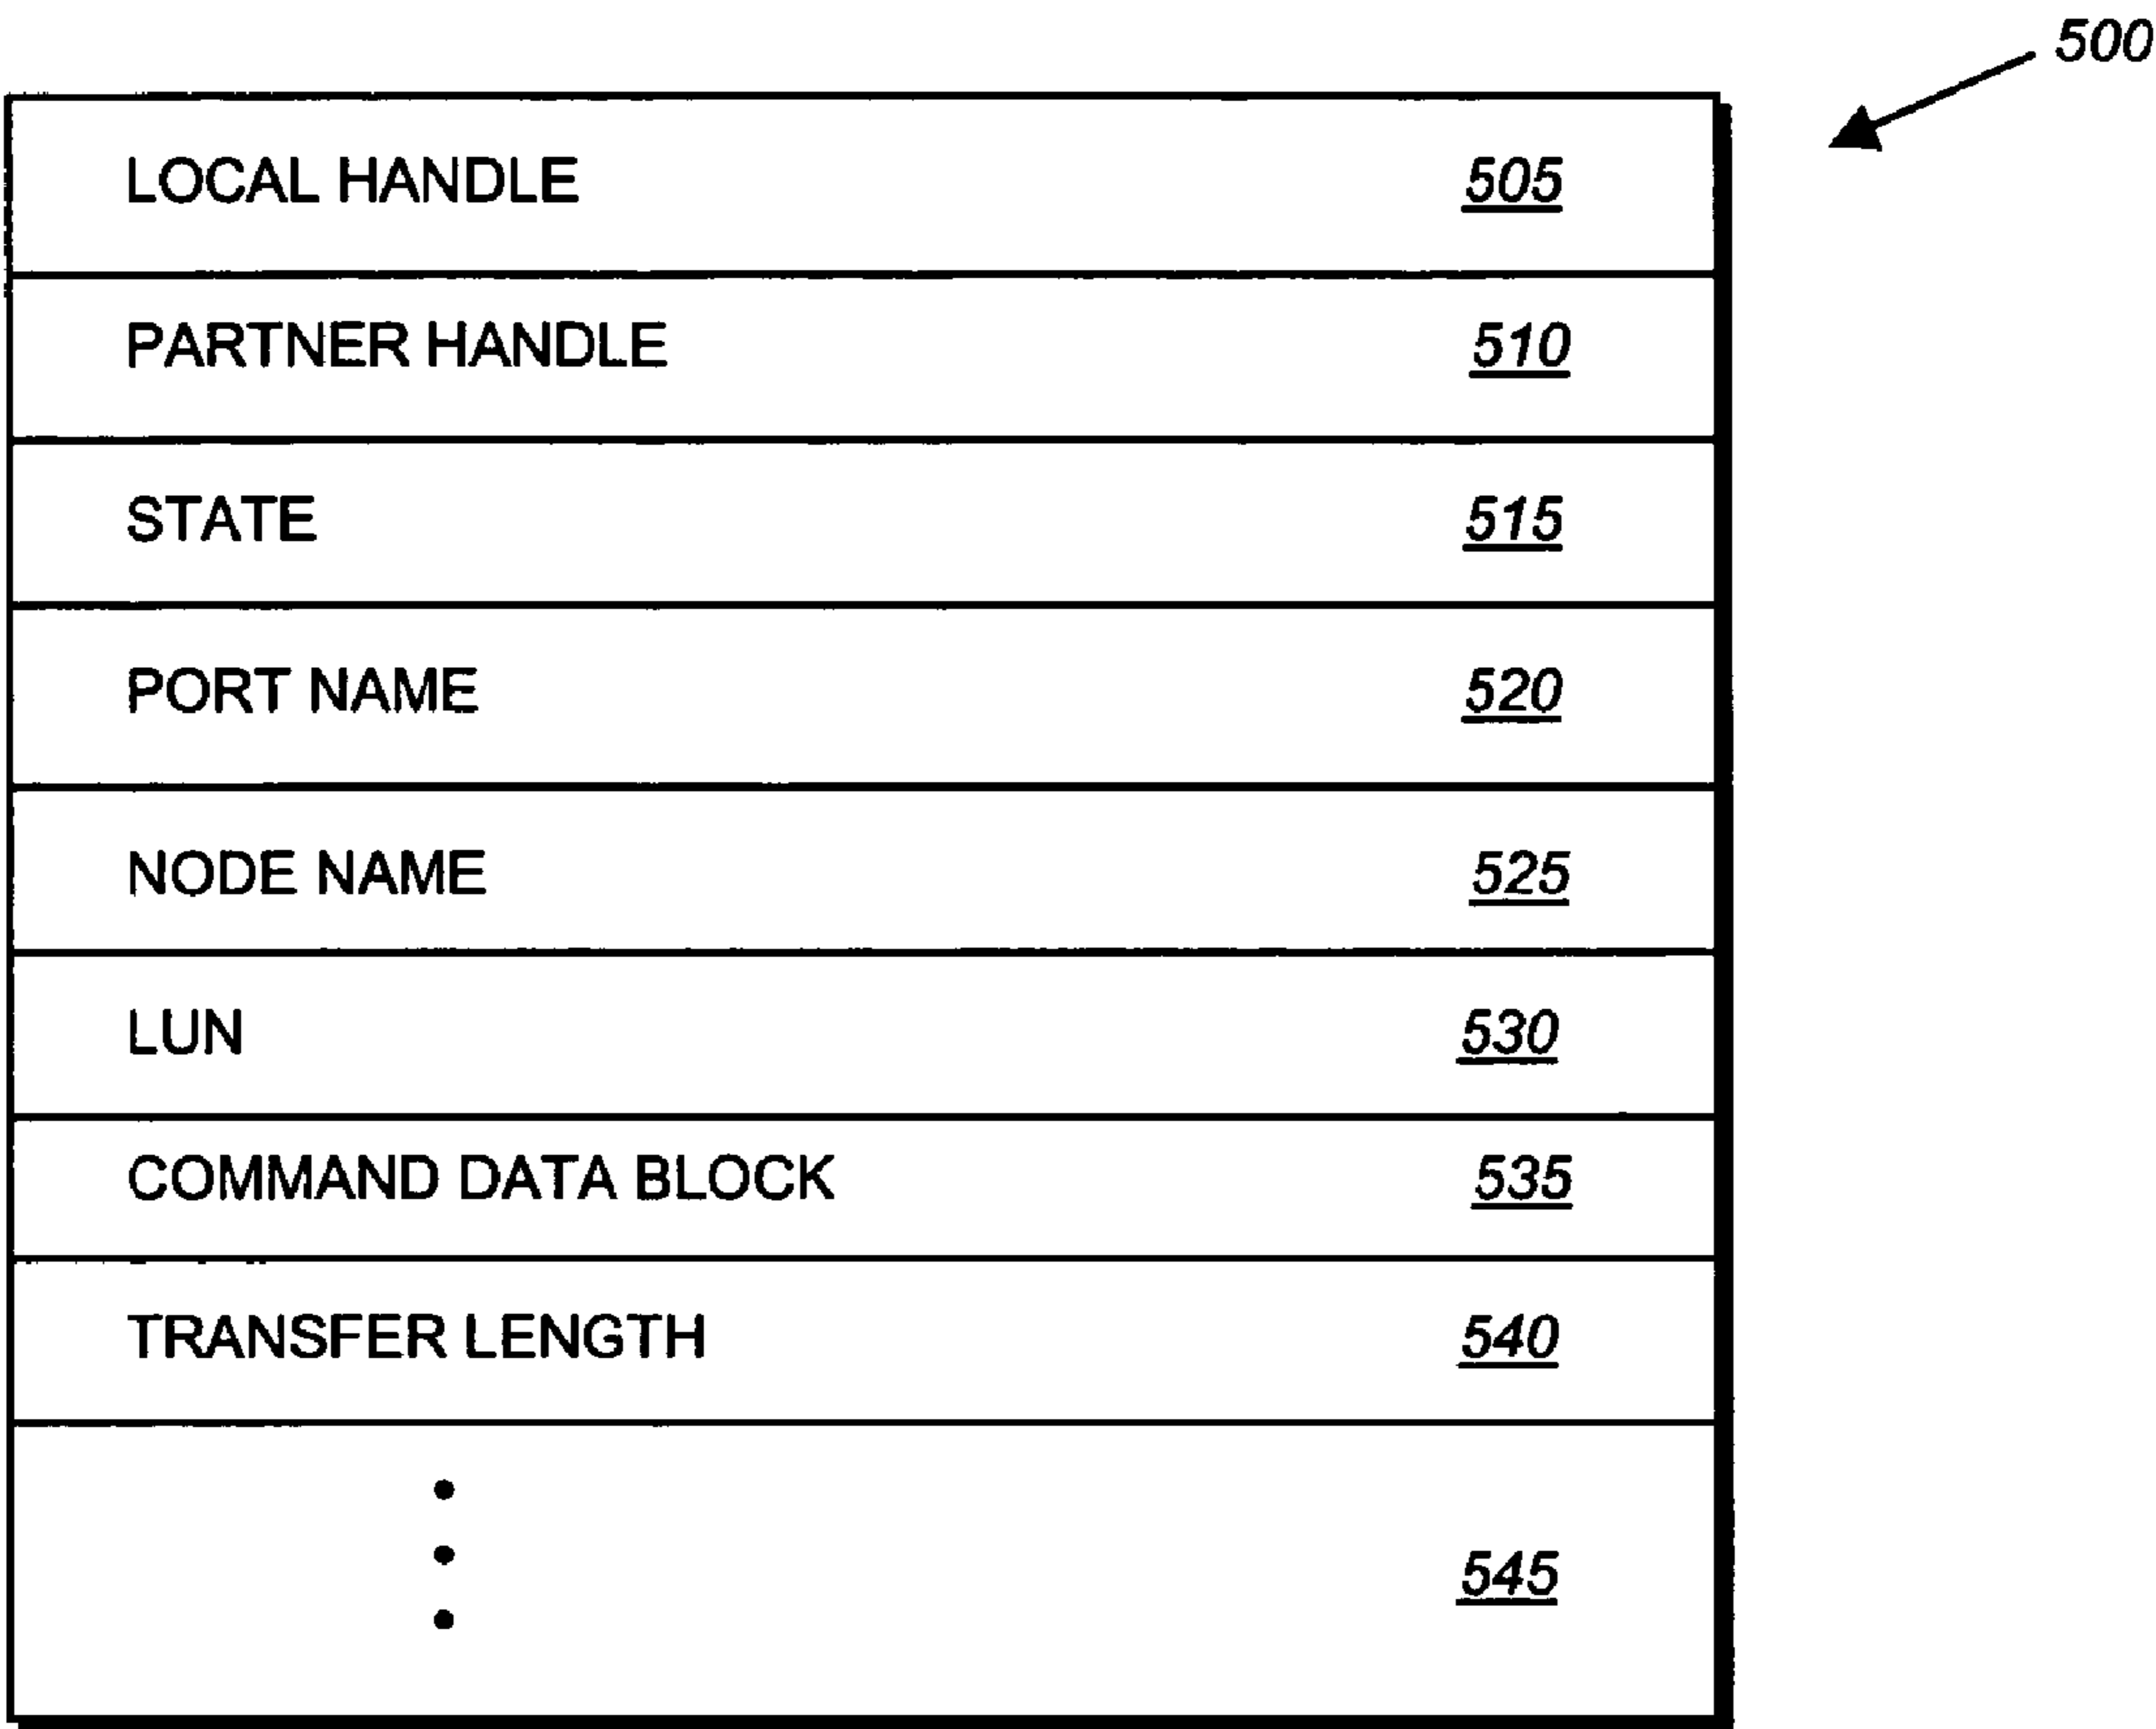 500
LOCAL HANDLE 505
PARTNER HANDLE 510
STATE 515
PORT NAME 520
NODE NAME 525
LUN 530
COMMAND DATA BLOCK 535
TRANSFER LENGTH 540
545